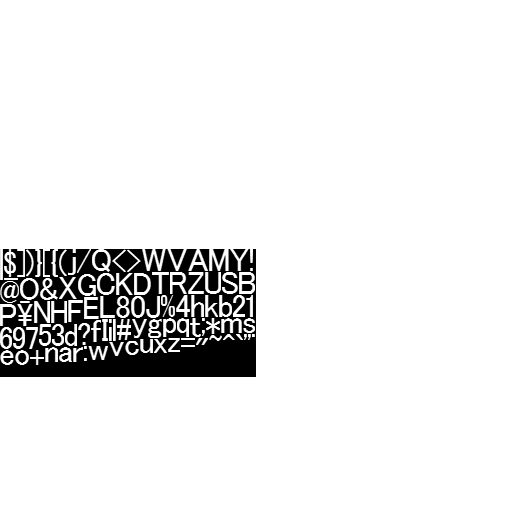 |$])}[{(j/Q<>WVAMY!
@O&XGCKDTRZUSB
P¥NHFEL80J%4hkb21
69753d?fIil#ygpqt;*ms
eo+nar:wvcuxz="~^`'"